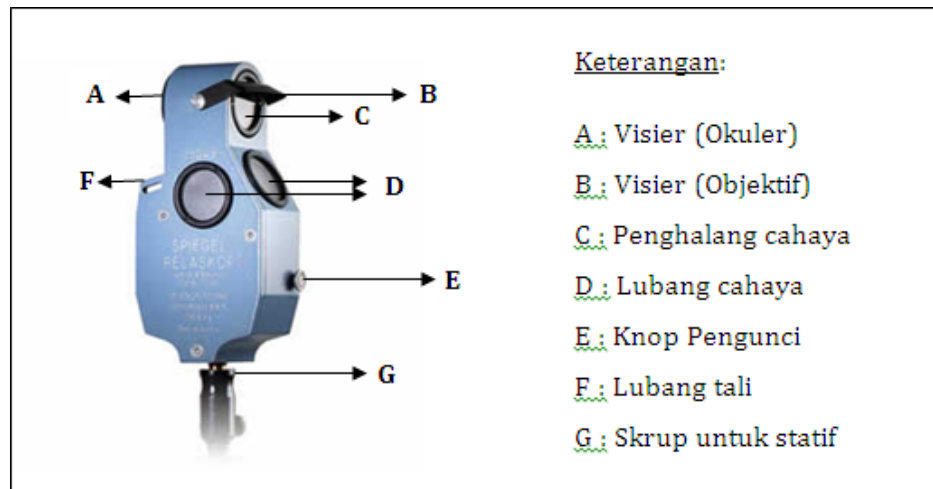 Keterangan:
A
B
A : Visier (Okuler)
C
B : Visier (Objektif)
F
D
C : Penghalang cahaya
SPIEGEL
RELASKOP
D : Lubang cahaya
E
E : Knop Pengunci
G
F : Lubang tali
G : Skrup untuk statif